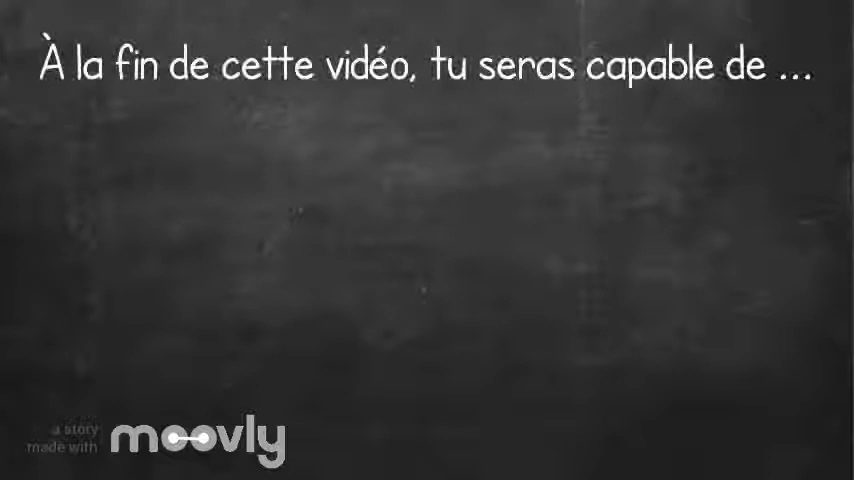 À la fin de cette vidéo, tu seras capable de ...
a story
made with
moovly